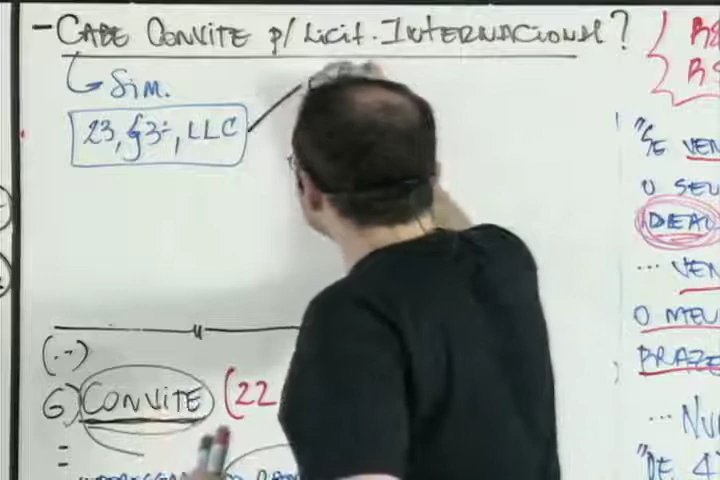 - CABE CONVITE p/ Licit. INTERNACIONAL?
Sim.
23, §3º, LLC
(...)
6) CONVITE (22
R$
R$
"SE VEN
O SEU
DEAL
... VEN
O MEU
PRAZE
... NU
"DE 4